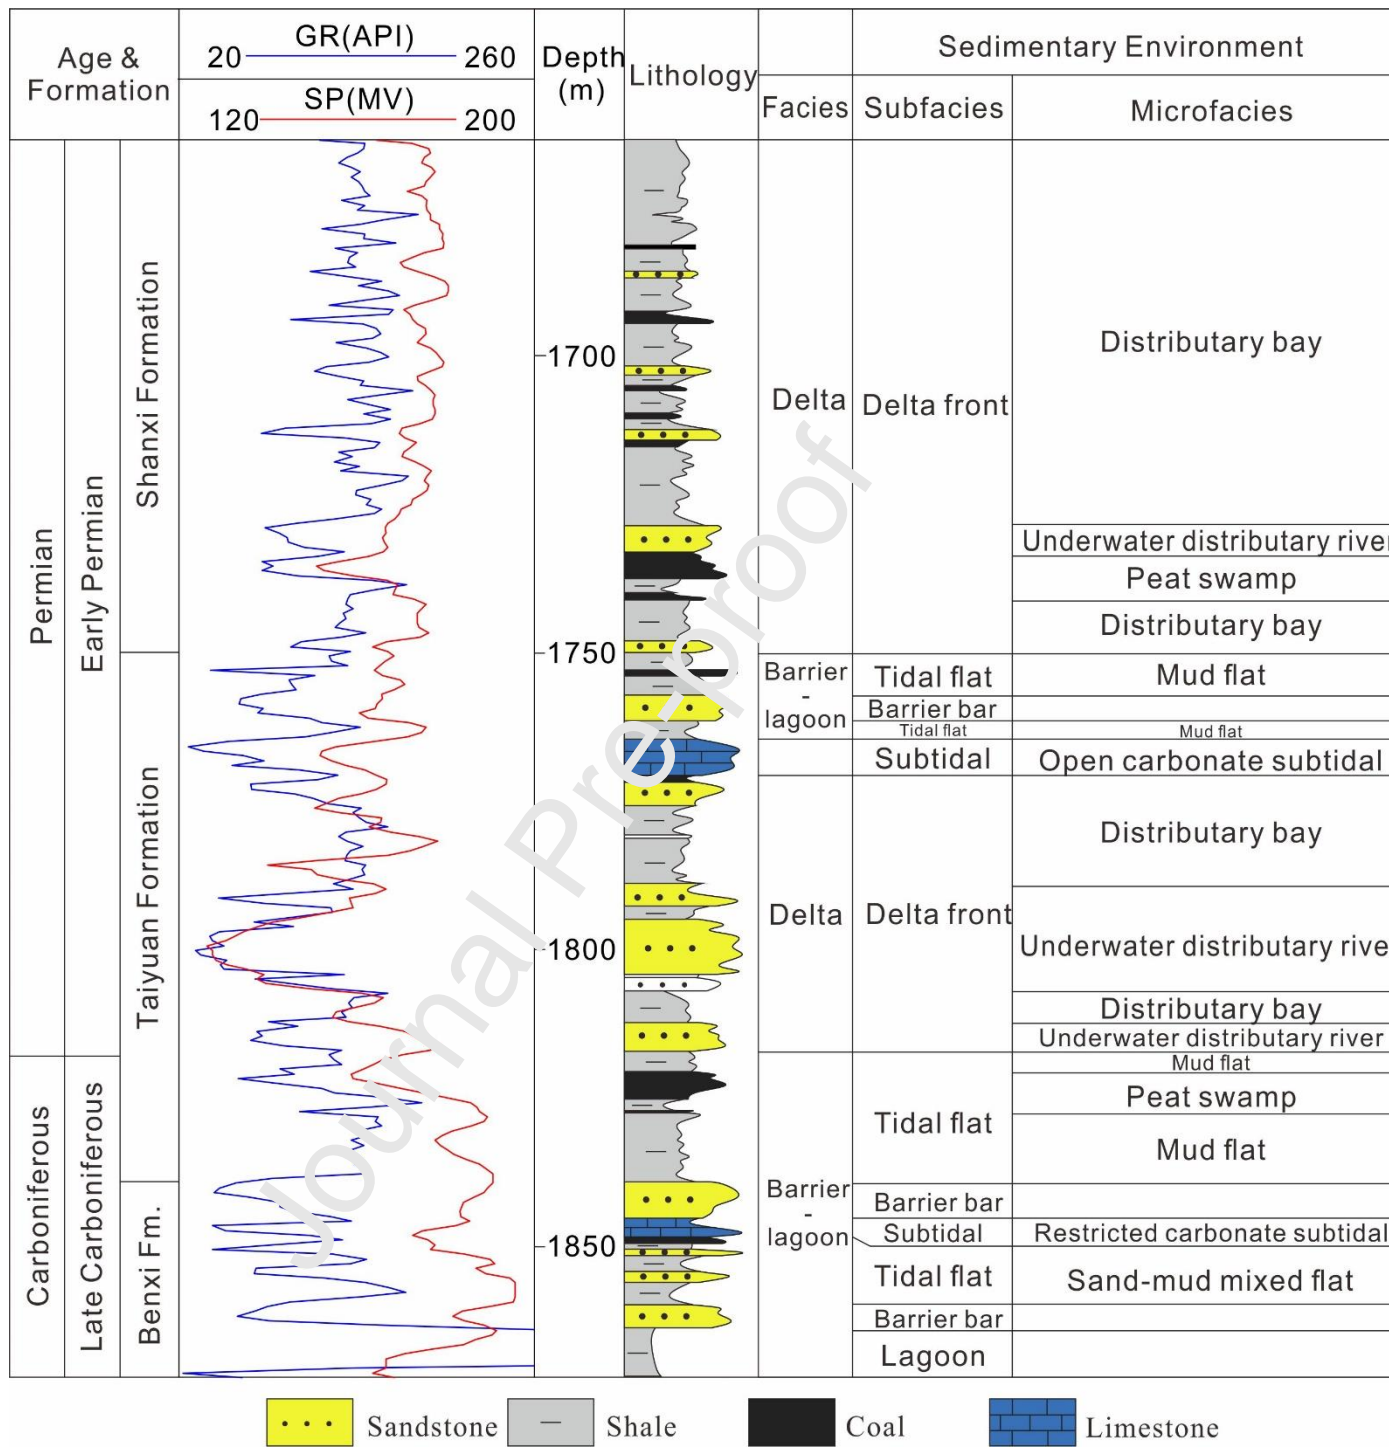 Age &
Formation
GR(API)
20 260
SP(MV)
120 200
Depth
(m)
Lithology
Sedimentary Environment
Facies
Subfacies
Microfacies
Permian
Early Permian
Shanxi Formation
Taiyuan Formation
Carboniferous
Late Carboniferous
Benxi Fm.
1700
1750
1800
1850
Delta
Barrier
-
lagoon
Delta
Barrier
-
lagoon
Delta front
Tidal flat
Barrier bar
Tidal flat
Subtidal
Delta front
Tidal flat
Barrier bar
Subtidal
Tidal flat
Barrier bar
Lagoon
Distributary bay
Underwater distributary river
Peat swamp
Distributary bay
Mud flat
Mud flat
Open carbonate subtidal
Distributary bay
Underwater distributary river
Distributary bay
Underwater distributary river
Mud flat
Peat swamp
Mud flat
Restricted carbonate subtidal
Sand-mud mixed flat
Journal Pre-proof
Sandstone
Shale
Coal
Limestone